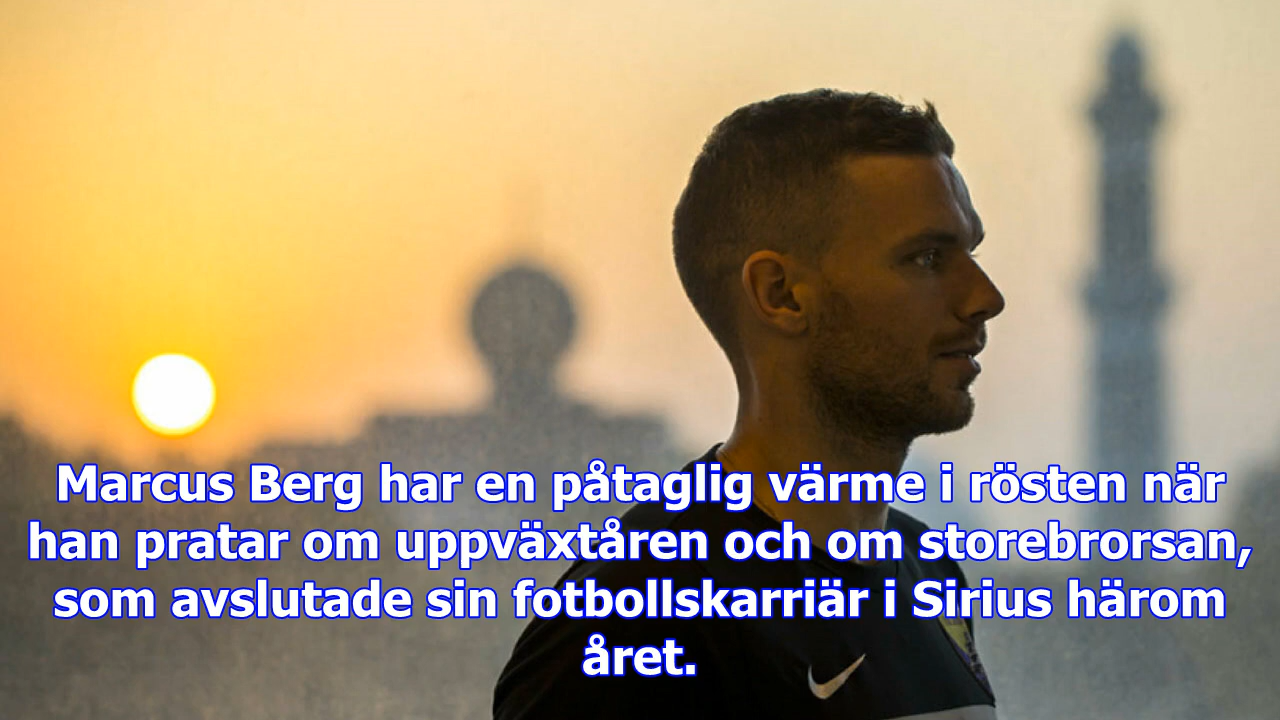 Marcus Berg har en påtaglig värme i rösten när
han pratar om uppväxtåren och om storebrorsan,
som avslutade sin fotbollskarriär i Sirius härom
året.